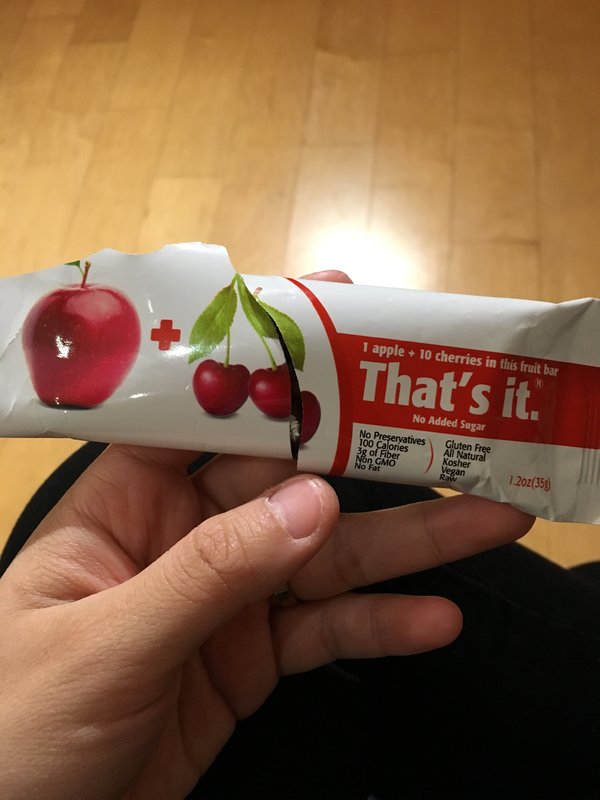 1 apple + 10 cherries in this fruit bar
That's it.®
No Added Sugar
No Preservatives
100 Calories
3g of Fiber
Non GMO
No Fat
Gluten Free
All Natural
Kosher
Vegan
Raw
1.2oz(35g)